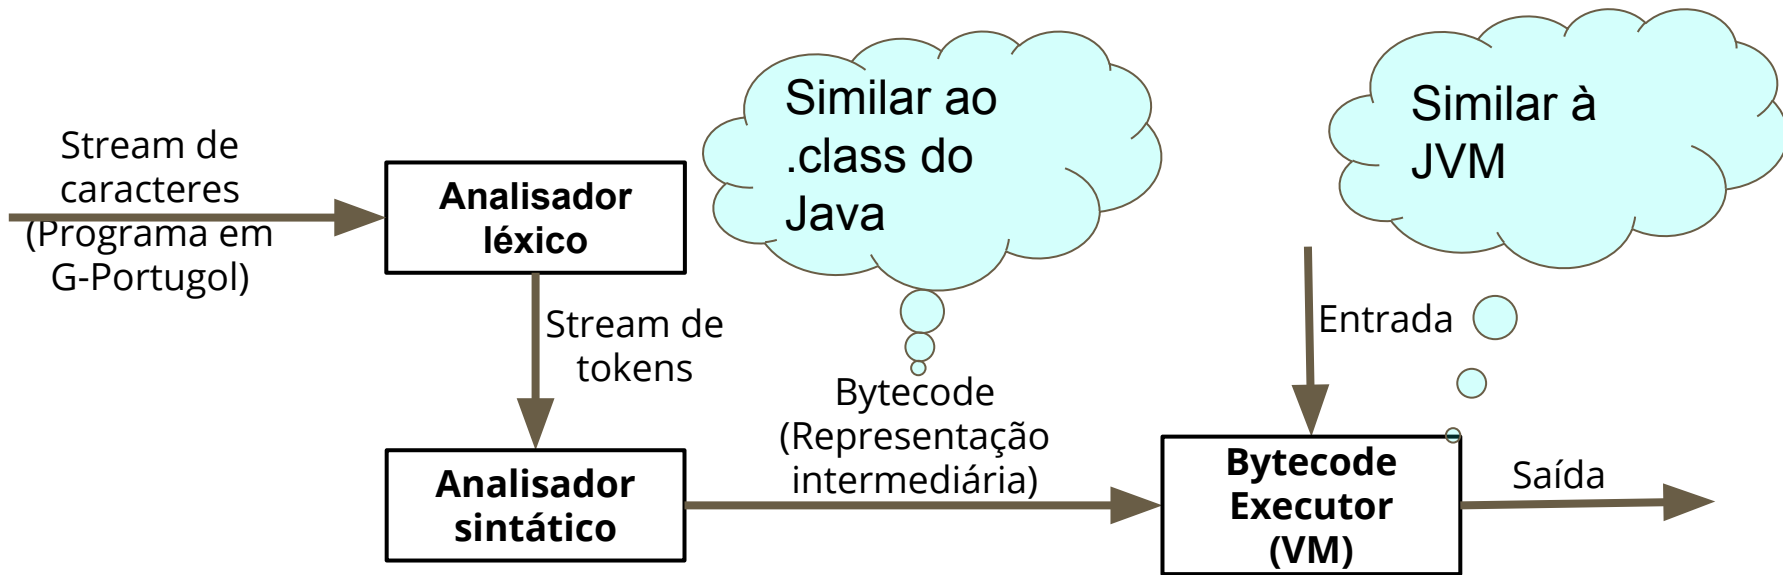 Stream de
caracteres
(Programa em
G-Portugol)
Analisador
léxico
Stream de
tokens
Analisador
sintático
Similar ao
.class do
Java
Bytecode
(Representação
intermediária)
Similar à
JVM
Entrada
Bytecode
Executor
(VM)
Saída